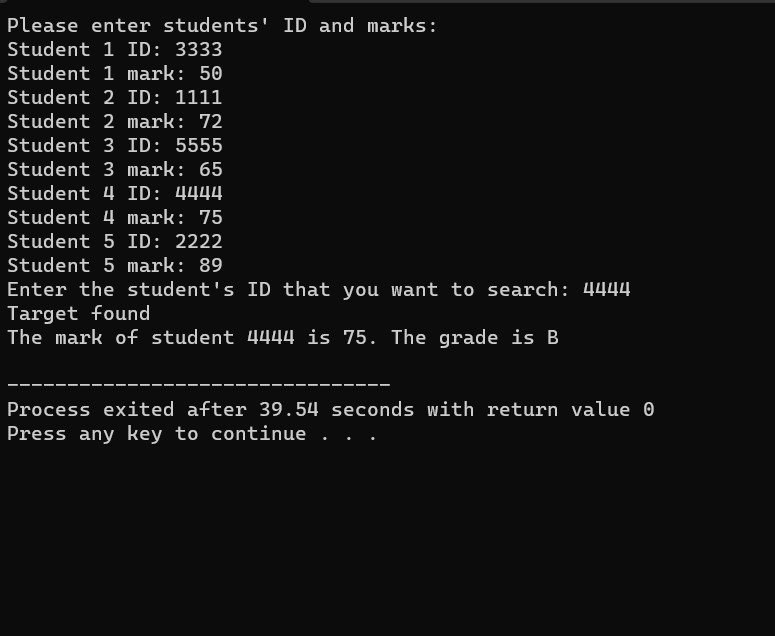 Please enter students' ID and marks:
Student 1 ID: 3333
Student 1 mark: 50
Student 2 ID: 1111
Student 2 mark: 72
Student 3 ID: 5555
Student 3 mark: 65
Student 4 ID: 4444
Student 4 mark: 75
Student 5 ID: 2222
Student 5 mark: 89
Enter the student's ID that you want to search: 4444
Target found
The mark of student 4444 is 75. The grade is B
--------------------------------
Process exited after 39.54 seconds with return value 0
Press any key to continue . . .